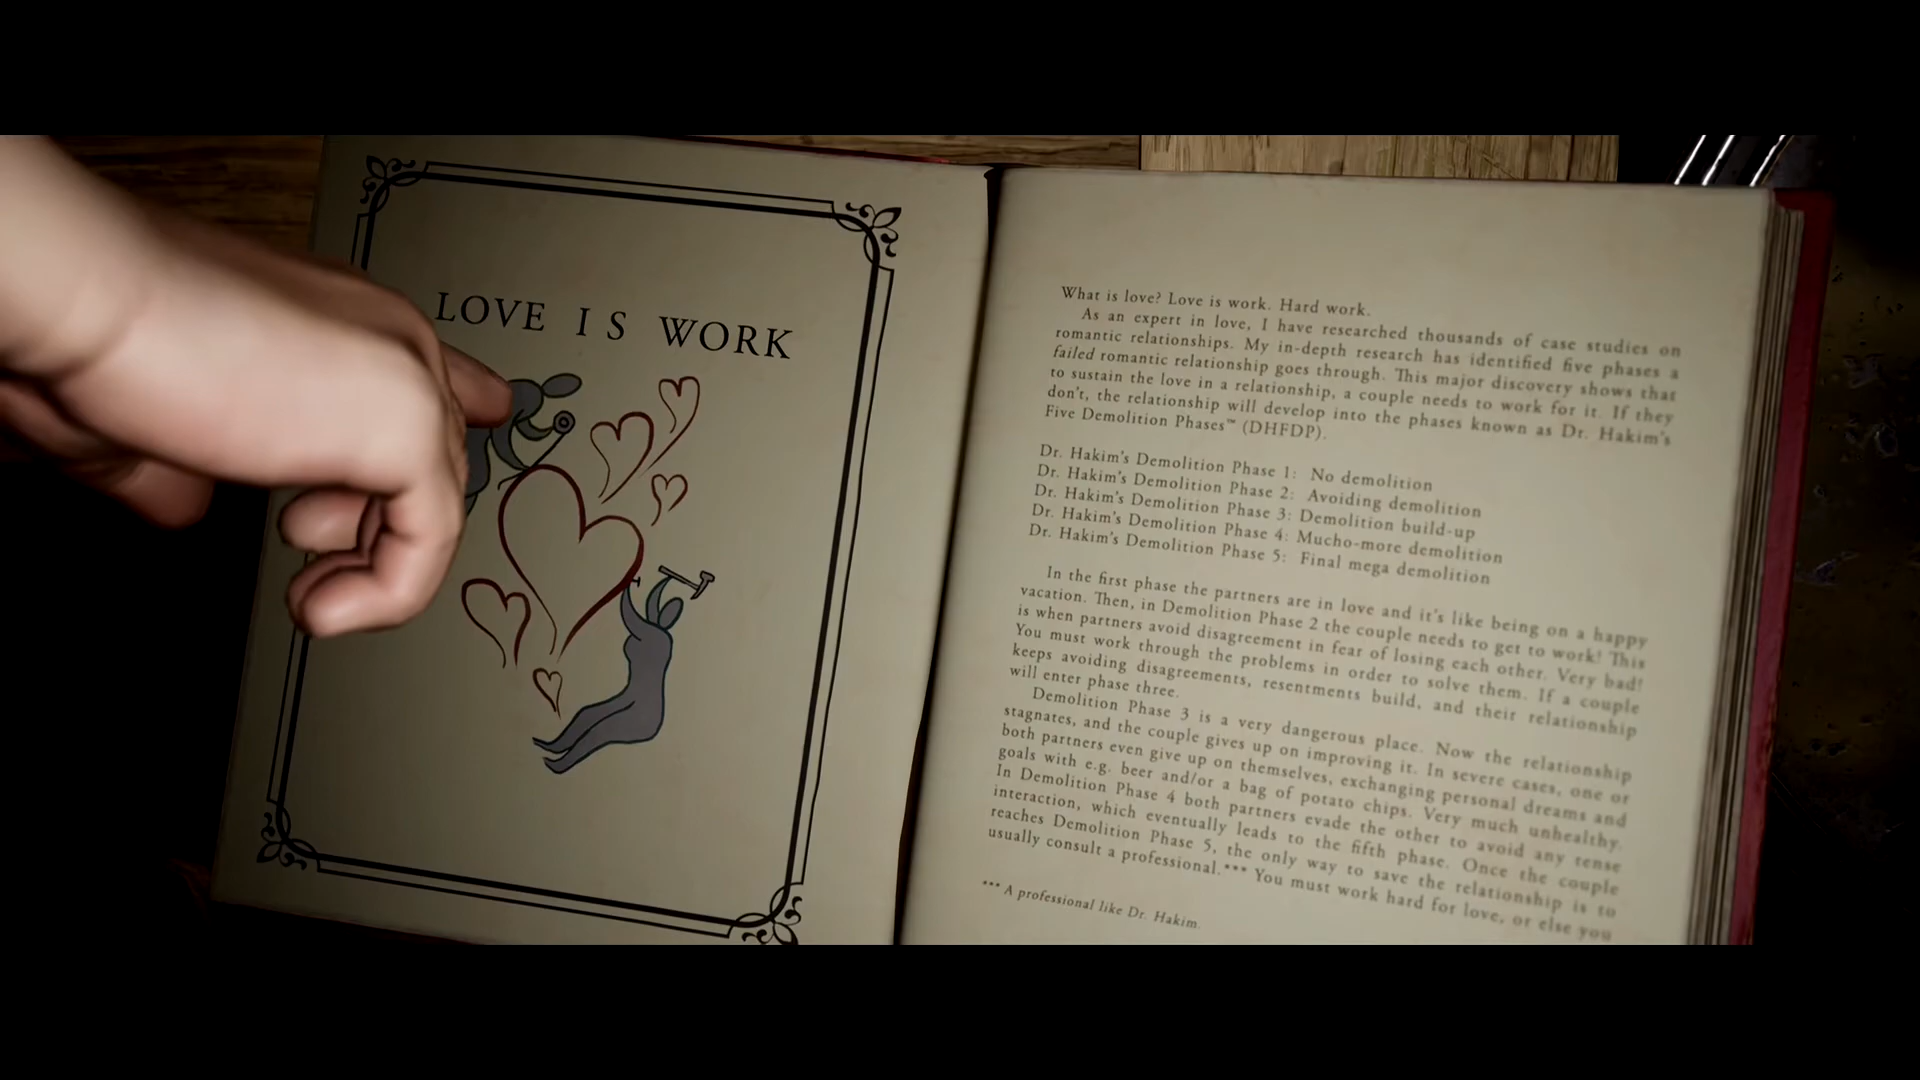 LOVE IS WORK
What is love? Love is work. Hard work.
As an expert in love, I have researched thousands of case studies on
romantic relationships. My in-depth research has identified five phases a
failed romantic relationship goes through. This major discovery shows that
to sustain the love in a relationship, a couple needs to work for it. If they
don't, the relationship will develop into the phases known as Dr. Hakim's
Five Demolition Phases™ (DHFDP).
Dr. Hakim's Demolition Phase 1: No demolition
Dr. Hakim's Demolition Phase 2: Avoiding demolition
Dr. Hakim's Demolition Phase 3: Demolition build-up
Dr. Hakim's Demolition Phase 4: Mucho-more demolition
Dr. Hakim's Demolition Phase 5: Final mega demolition
In the first phase the partners are in love and it's like being on a happy
vacation. Then, in Demolition Phase 2 the couple needs to get to work! This
is when partners avoid disagreement in fear of losing each other. Very bad!
You must work through the problems in order to solve them. If a couple
keeps avoiding disagreements, resentments build, and their relationship
will enter phase three.
Demolition Phase 3 is a very dangerous place. Now the relationship
stagnates, and the couple gives up on improving it. In severe cases, one or
both partners even give up on themselves, exchanging personal dreams and
goals with e.g. beer and/or a bag of potato chips. Very much unhealthy.
In Demolition Phase 4 both partners evade the other to avoid any tense
interaction, which eventually leads to the fifth phase. Once the couple
reaches Demolition Phase 5, the only way to save the relationship is to
usually consult a professional.*** You must work hard for love, or else you
*** A professional like Dr. Hakim.